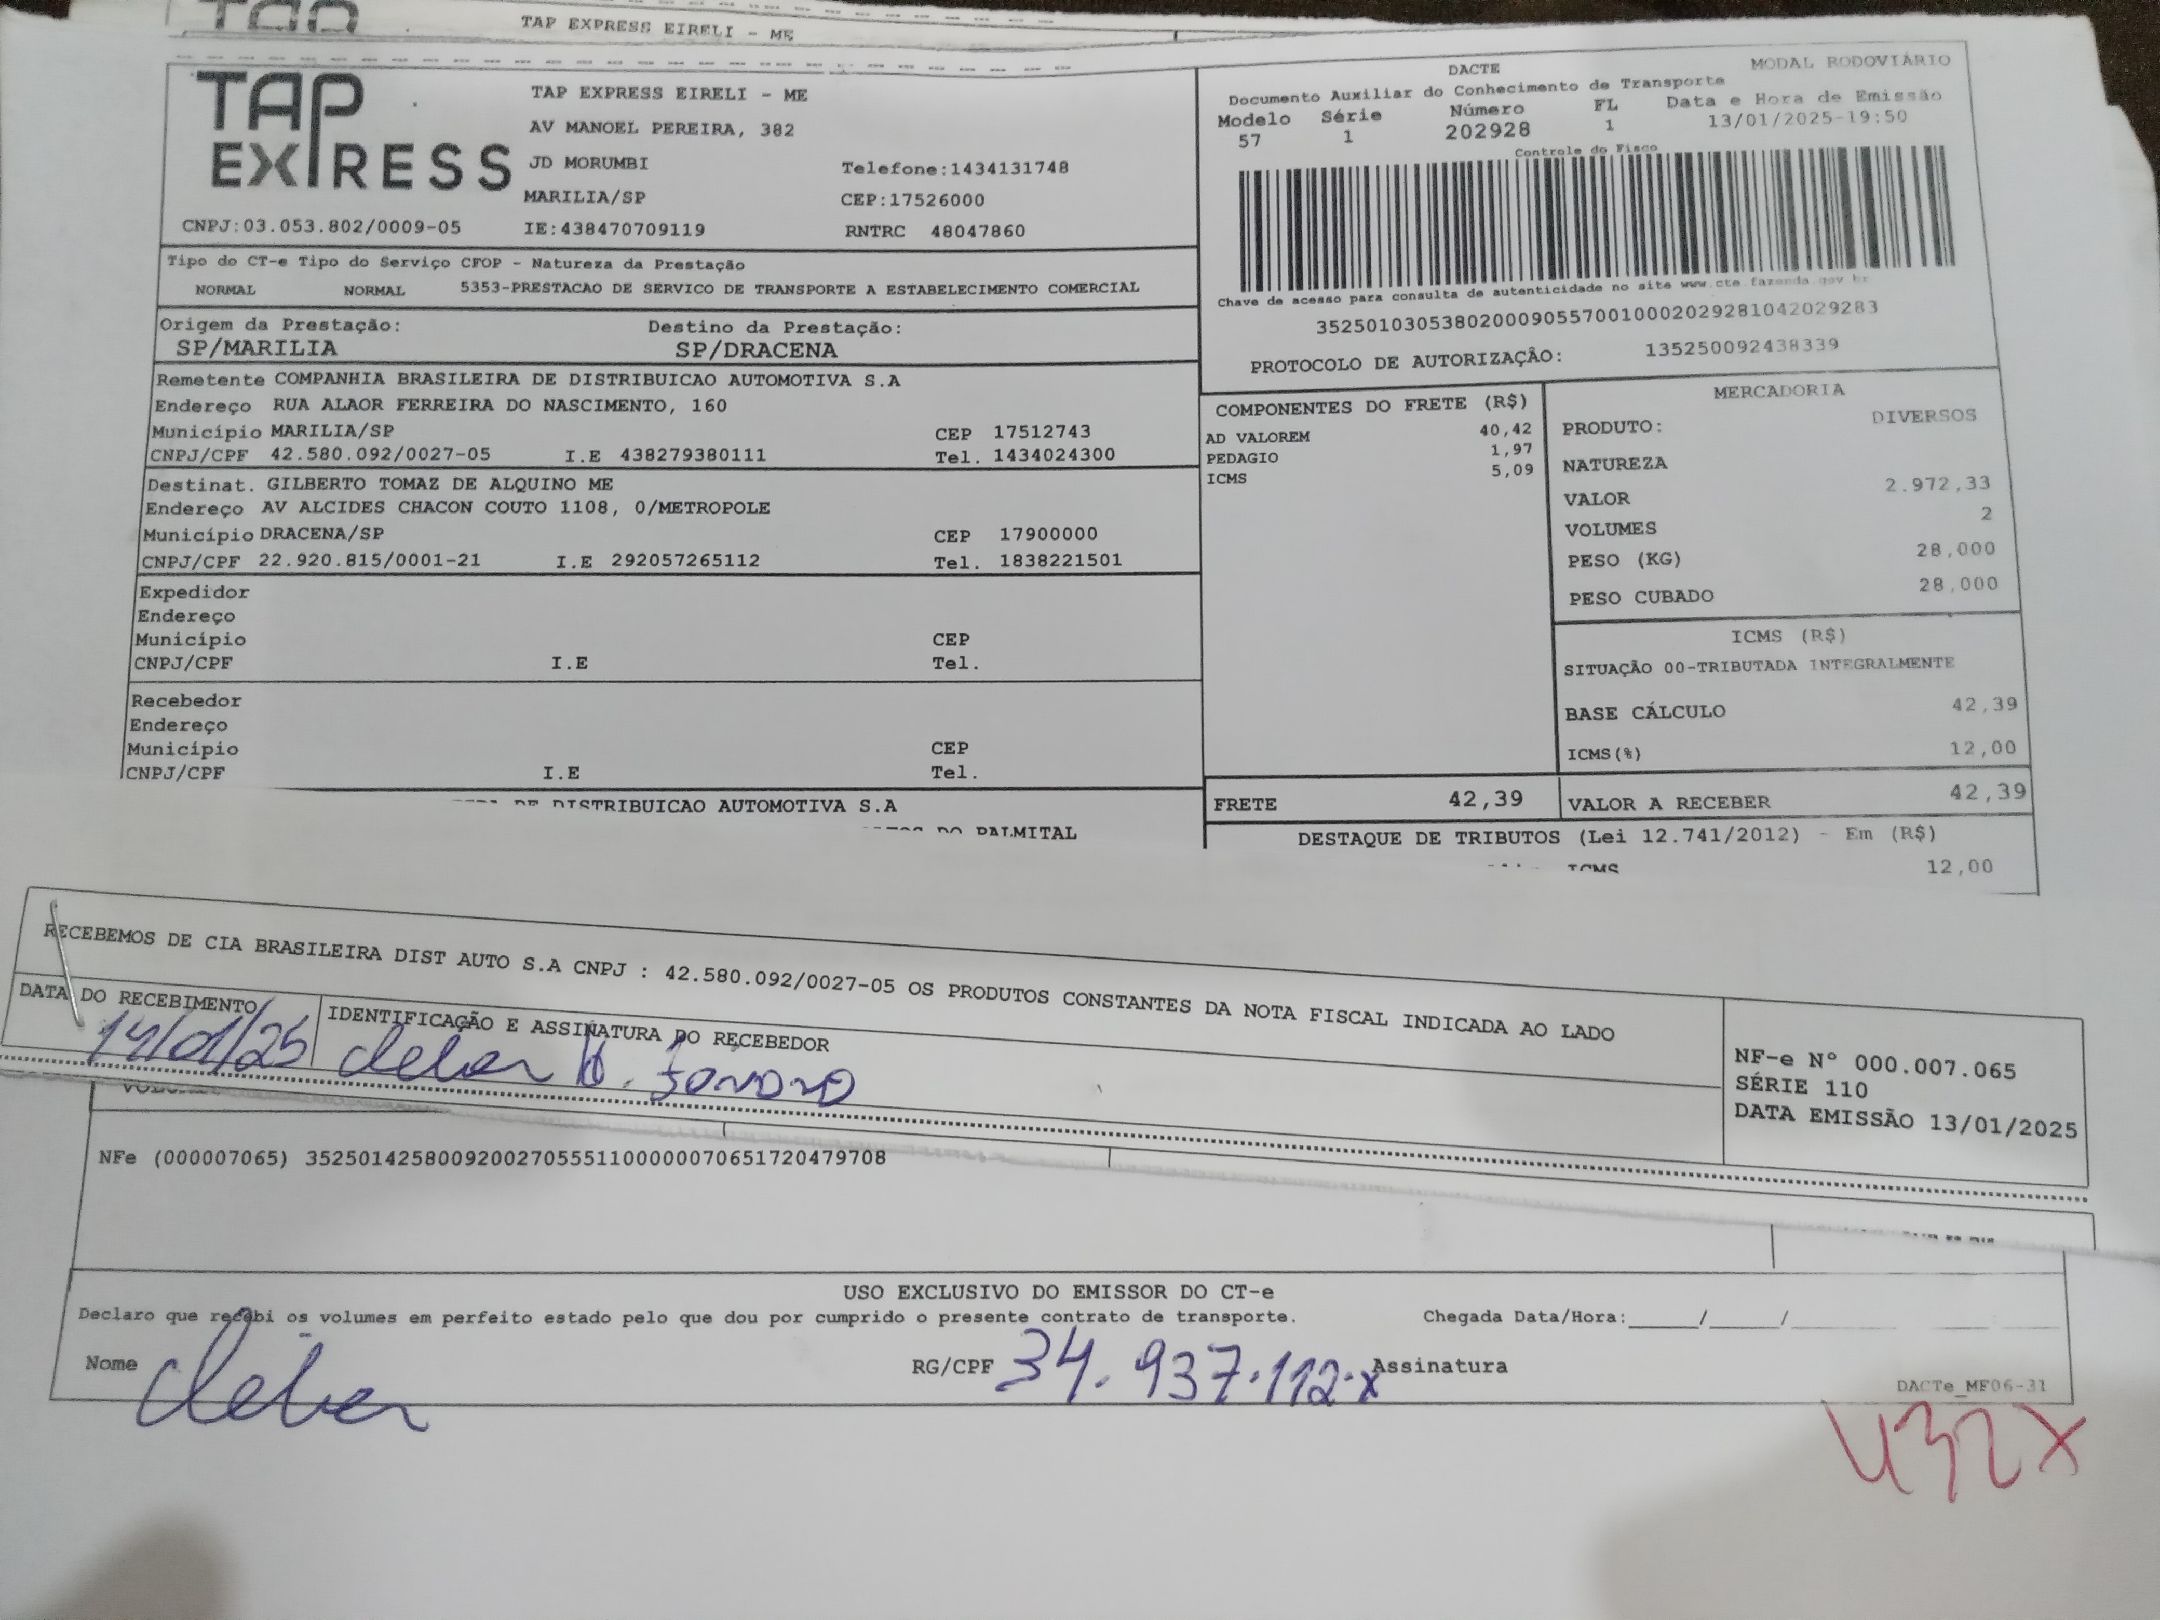 TAP EXPRESS EIRELI - ME
TAP EXPRESS
TAP EXPRESS EIRELI - ME
AV MANOEL PEREIRA, 382
JD MORUMBI Telefone:1434131748
MARILIA/SP CEP:17526000
CNPJ:03.053.802/0009-05 IE:438470709119 RNTRC 48047860
DACTE MODAL RODOVIÁRIO
Documento Auxiliar do Conhecimento de Transporte
Modelo Série Número FL Data e Hora de Emissão
57 1 202928 1 13/01/2025-19:50
Controle do Fisco
Chave de acesso para consulta de autenticidade no site www.cte.fazenda.gov.br
35250103053802000905570010002029281042029283
PROTOCOLO DE AUTORIZAÇÃO: 135250092438339
Tipo do CT-e Tipo do Serviço CFOP - Natureza da Prestação
NORMAL NORMAL 5353-PRESTACAO DE SERVICO DE TRANSPORTE A ESTABELECIMENTO COMERCIAL
Origem da Prestação: Destino da Prestação:
SP/MARILIA SP/DRACENA
Remetente COMPANHIA BRASILEIRA DE DISTRIBUICAO AUTOMOTIVA S.A
Endereço RUA ALAOR FERREIRA DO NASCIMENTO, 160
Município MARILIA/SP CEP 17512743
CNPJ/CPF 42.580.092/0027-05 I.E 438279380111 Tel. 1434024300
Destinat. GILBERTO TOMAZ DE ALQUINO ME
Endereço AV ALCIDES CHACON COUTO 1108, 0/METROPOLE
Município DRACENA/SP CEP 17900000
CNPJ/CPF 22.920.815/0001-21 I.E 292057265112 Tel. 1838221501
Expedidor
Endereço
Município CEP
CNPJ/CPF I.E Tel.
Recebedor
Endereço
Município CEP
CNPJ/CPF I.E Tel.
DE DISTRIBUICAO AUTOMOTIVA S.A
DO PALMITAL
COMPONENTES DO FRETE (R$)
AD VALOREM 40,42
PEDAGIO 1,97
ICMS 5,09
MERCADORIA
PRODUTO: DIVERSOS
NATUREZA
VALOR 2.972,33
VOLUMES 2
PESO (KG) 28,000
PESO CUBADO 28,000
ICMS (R$)
SITUAÇÃO 00-TRIBUTADA INTEGRALMENTE
BASE CÁLCULO 42,39
ICMS(%) 12,00
FRETE 42,39 VALOR A RECEBER 42,39
DESTAQUE DE TRIBUTOS (Lei 12.741/2012) - Em (R$)
ICMS 12,00
RECEBEMOS DE CIA BRASILEIRA DIST AUTO S.A CNPJ : 42.580.092/0027-05 OS PRODUTOS CONSTANTES DA NOTA FISCAL INDICADA AO LADO
DATA DO RECEBIMENTO IDENTIFICAÇÃO E ASSINATURA DO RECEBEDOR
14/01/25 Cleber
NF-e N° 000.007.065
SÉRIE 110
DATA EMISSÃO 13/01/2025
NFe (000007065) 35250142580092002705551100000070651720479708
USO EXCLUSIVO DO EMISSOR DO CT-e
Declaro que recebi os volumes em perfeito estado pelo que dou por cumprido o presente contrato de transporte. Chegada Data/Hora:____/____/____
Nome Cleber RG/CPF 34.937.112-x Assinatura
DACTe_MF06-31
432X